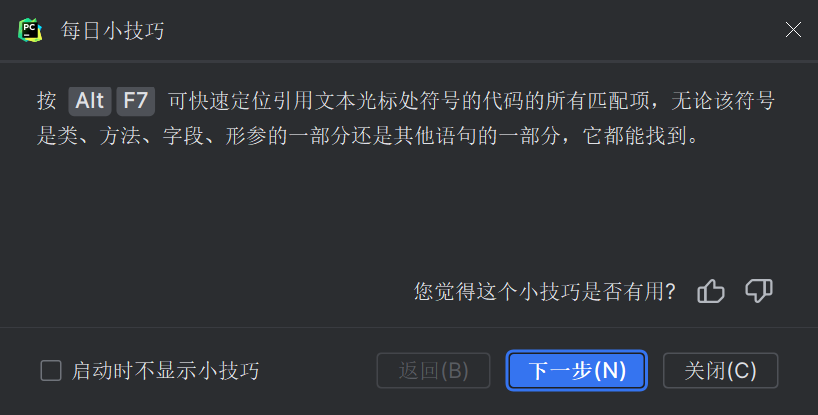 PC
每日小技巧
按 Alt F7 可快速定位引用文本光标处符号的代码的所有匹配项，无论该符号
是类、方法、字段、形参的一部分还是其他语句的一部分，它都能找到。
您觉得这个小技巧是否有用?
启动时不显示小技巧 返回(B) 下一步(N) 关闭(C)